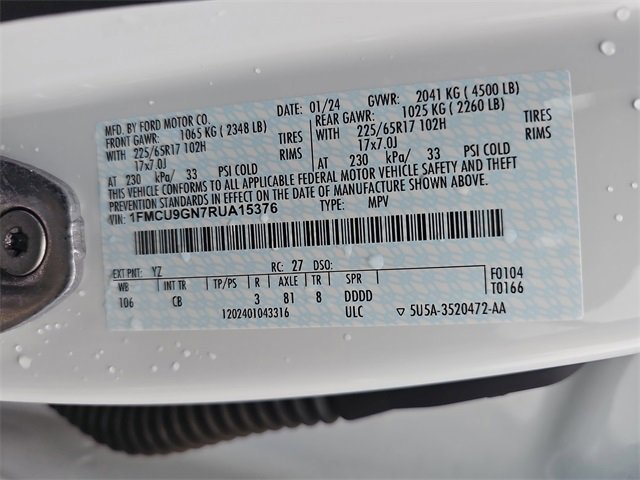 MFD. BY FORD MOTOR CO. DATE: 01/24 GVWR: 2041 KG ( 4500 LB)
FRONT GAWR: 1065 KG ( 2348 LB) REAR GAWR: 1025 KG ( 2260 LB)
WITH 225/65R17 102H TIRES WITH 225/65R17 102H TIRES
17x7.0J RIMS 17x7.0J RIMS
AT 230 kPa/ 33 PSI COLD AT 230 kPa/ 33 PSI COLD
THIS VEHICLE CONFORMS TO ALL APPLICABLE FEDERAL MOTOR VEHICLE SAFETY AND THEFT
PREVENTION STANDARDS IN EFFECT ON THE DATE OF MANUFACTURE SHOWN ABOVE.
VIN: 1FMCU9GN7RUA15376 TYPE: MPV
EXT PNT: YZ RC: 27 DSO:
WB INT TR TP/PS R AXLE TR SPR F0104
106 CB 3 81 8 DDDD T0166
1202401043316 ULC ▽ 5U5A-3520472-AA